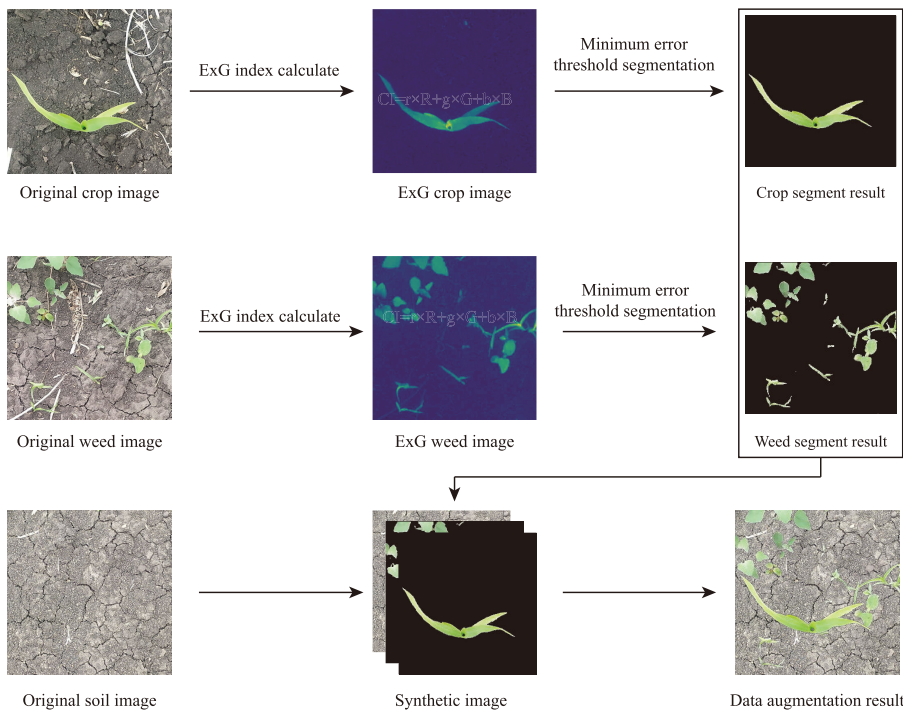 ExG index calculate
Minimum error
threshold segmentation
CI=r×R+g×G+b×B
Original crop image
ExG crop image
Crop segment result
ExG index calculate
Minimum error
threshold segmentation
CI=r×R+g×G+b×B
Original weed image
ExG weed image
Weed segment result
Original soil image
Synthetic image
Data augmentation result